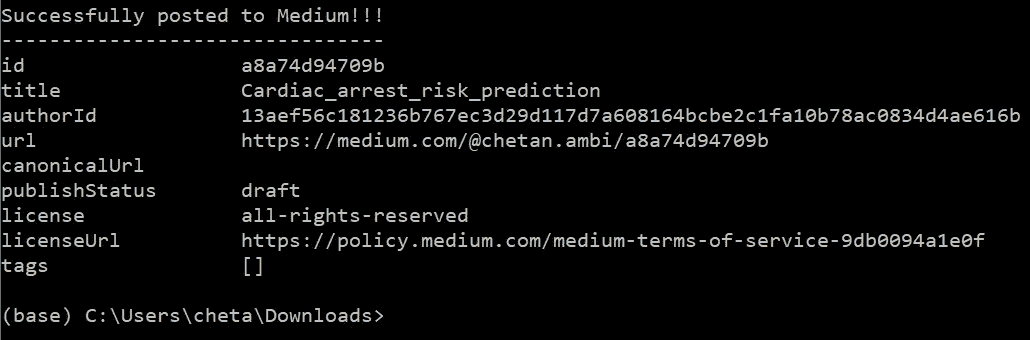 Successfully posted to Medium!!!
--------------------------------
id a8a74d94709b
title Cardiac_arrest_risk_prediction
authorId 13aef56c181236b767ec3d29d117d7a608164bcbe2c1fa10b78ac0834d4ae616b
url https://medium.com/@chetan.ambi/a8a74d94709b
canonicalUrl
publishStatus draft
license all-rights-reserved
licenseUrl https://policy.medium.com/medium-terms-of-service-9db0094a1e0f
tags []
(base) C:\Users\cheta\Downloads>